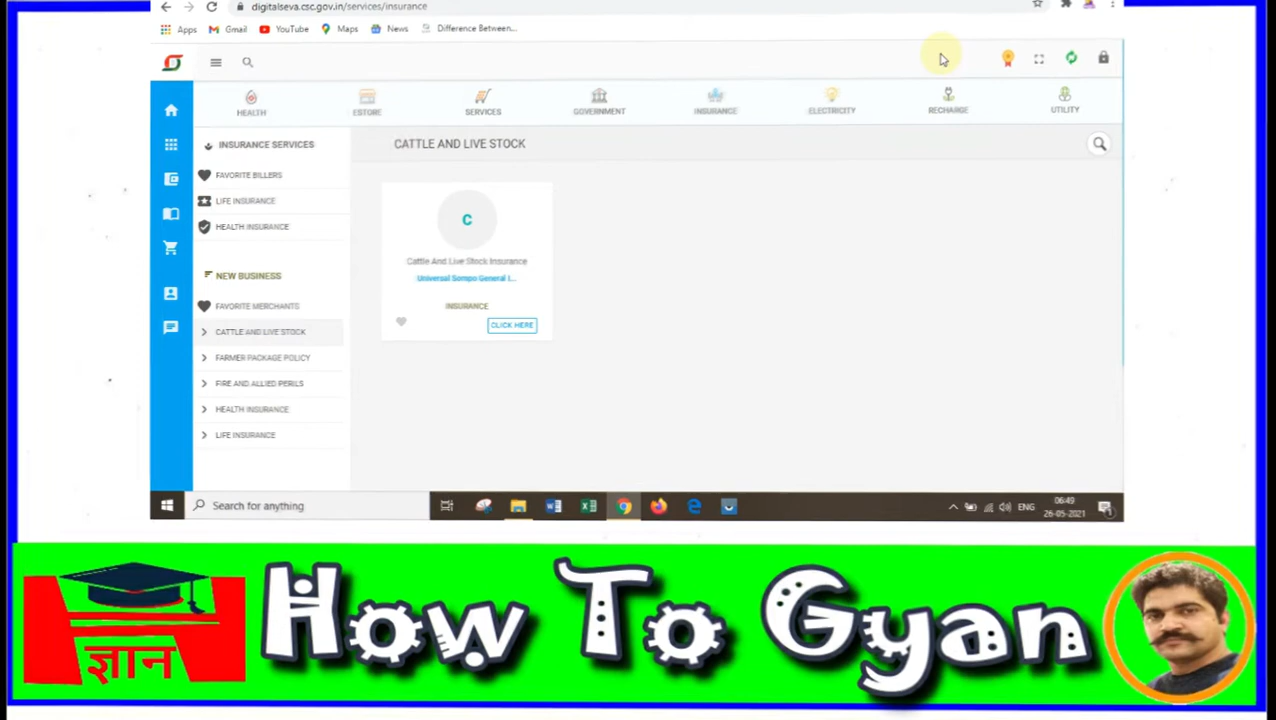 digitalseva.csc.gov.in/services/insurance
Apps Gmail YouTube Maps News Difference Between...
HEALTH ESTORE SERVICES GOVERNMENT INSURANCE ELECTRICITY RECHARGE UTILITY
INSURANCE SERVICES
CATTLE AND LIVE STOCK
FAVORITE BILLERS
LIFE INSURANCE
HEALTH INSURANCE
C
Cattle And Live Stock Insurance
Universal Sompo General I...
INSURANCE
CLICK HERE
NEW BUSINESS
FAVORITE MERCHANTS
CATTLE AND LIVE STOCK
FARMER PACKAGE POLICY
FIRE AND ALLIED PERILS
HEALTH INSURANCE
LIFE INSURANCE
Search for anything
ENG
06:49
26-05-2021
ज्ञान
How To Gyan